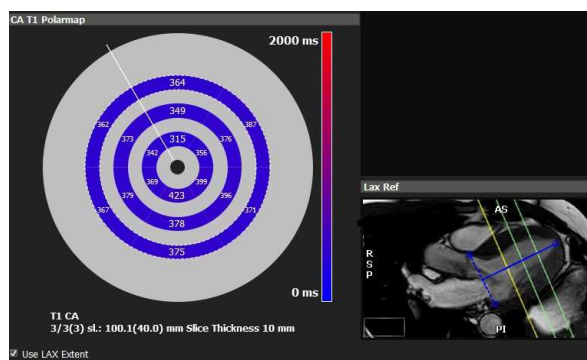 CA T1 Polarmap
2000 ms
364
362
387
349
373
376
315
342
356
369
399
423
379
396
378
367
371
375
0 ms
T1 CA
3/3(3) sl.: 100.1(40.0) mm Slice Thickness 10 mm
Use LAX Extent
Lax Ref
AS
R
S
P
PI